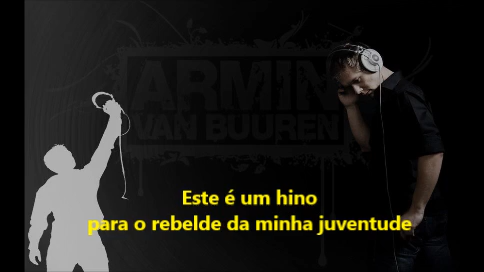 ARMIN
VAN BUUREN
Este é um hino
para o rebelde da minha juventude